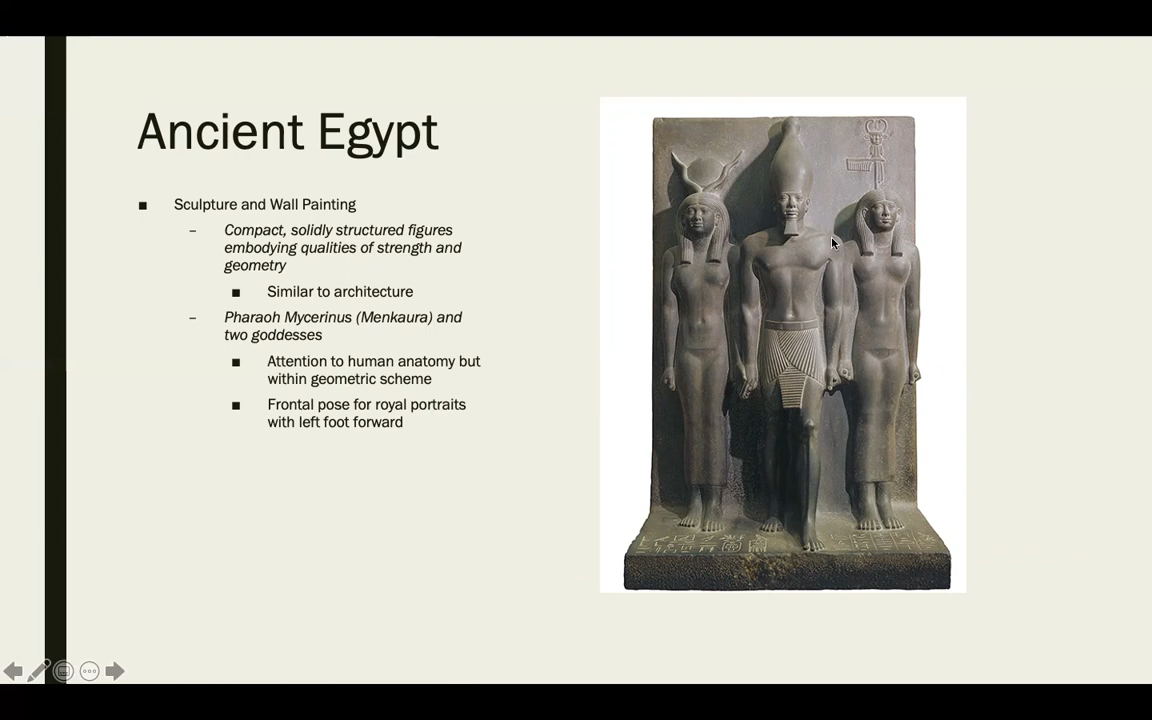 Ancient Egypt
Sculpture and Wall Painting
Compact, solidly structured figures
embodying qualities of strength and
geometry
Similar to architecture
Pharaoh Mycerinus (Menkaura) and
two goddesses
Attention to human anatomy but
within geometric scheme
Frontal pose for royal portraits
with left foot forward